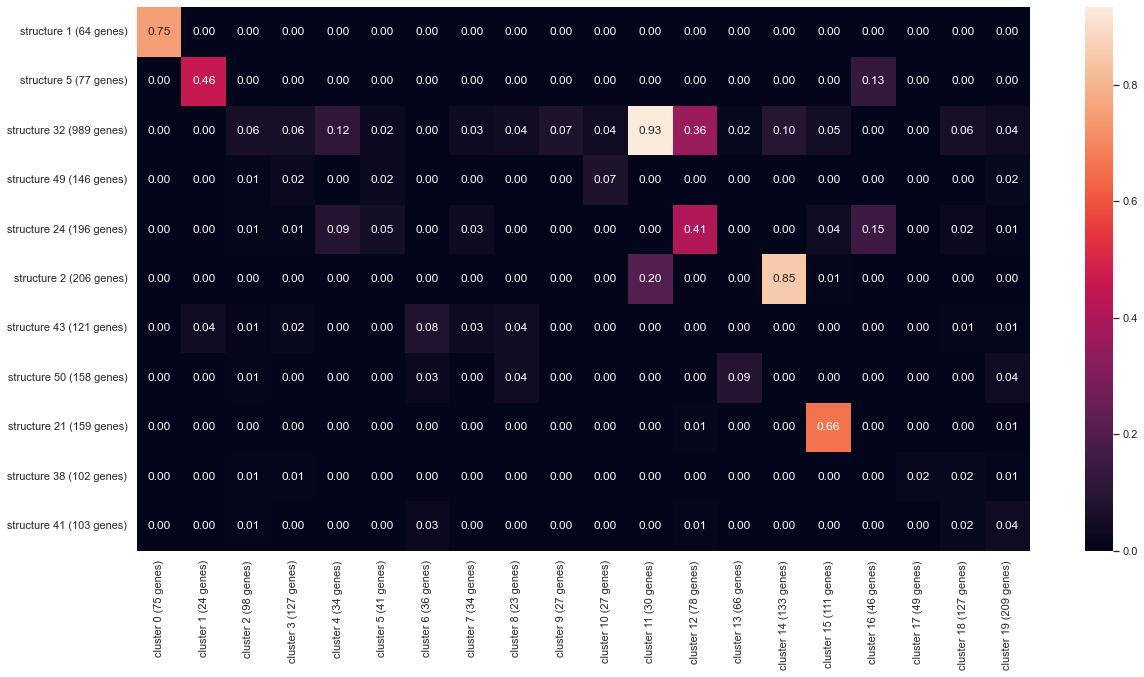 structure 1 (64 genes) 0.75 0.00 0.00 0.00 0.00 0.00 0.00 0.00 0.00 0.00 0.00 0.00 0.00 0.00 0.00 0.00 0.00 0.00 0.00 0.00
structure 5 (77 genes) 0.00 0.46 0.00 0.00 0.00 0.00 0.00 0.00 0.00 0.00 0.00 0.00 0.00 0.00 0.00 0.00 0.13 0.00 0.00 0.00
structure 32 (989 genes) 0.00 0.00 0.06 0.06 0.12 0.02 0.00 0.03 0.04 0.07 0.04 0.93 0.36 0.02 0.10 0.05 0.00 0.00 0.06 0.04
structure 49 (146 genes) 0.00 0.00 0.01 0.02 0.00 0.02 0.00 0.00 0.00 0.00 0.07 0.00 0.00 0.00 0.00 0.00 0.00 0.00 0.00 0.02
structure 24 (196 genes) 0.00 0.00 0.01 0.01 0.09 0.05 0.00 0.03 0.00 0.00 0.00 0.00 0.41 0.00 0.00 0.04 0.15 0.00 0.02 0.01
structure 2 (206 genes) 0.00 0.00 0.00 0.00 0.00 0.00 0.00 0.00 0.00 0.00 0.00 0.20 0.00 0.00 0.85 0.01 0.00 0.00 0.00 0.00
structure 43 (121 genes) 0.00 0.04 0.01 0.02 0.00 0.00 0.08 0.03 0.04 0.00 0.00 0.00 0.00 0.00 0.00 0.00 0.00 0.00 0.01 0.01
structure 50 (158 genes) 0.00 0.00 0.01 0.00 0.00 0.00 0.03 0.00 0.04 0.00 0.00 0.00 0.00 0.09 0.00 0.00 0.00 0.00 0.00 0.04
structure 21 (159 genes) 0.00 0.00 0.00 0.00 0.00 0.00 0.00 0.00 0.00 0.00 0.00 0.00 0.01 0.00 0.00 0.66 0.00 0.00 0.00 0.01
structure 38 (102 genes) 0.00 0.00 0.01 0.01 0.00 0.00 0.00 0.00 0.00 0.00 0.00 0.00 0.00 0.00 0.00 0.00 0.00 0.02 0.02 0.01
structure 41 (103 genes) 0.00 0.00 0.01 0.00 0.00 0.00 0.03 0.00 0.00 0.00 0.00 0.00 0.01 0.00 0.00 0.00 0.00 0.00 0.02 0.04
cluster 0 (75 genes)
cluster 1 (24 genes)
cluster 2 (98 genes)
cluster 3 (127 genes)
cluster 4 (34 genes)
cluster 5 (41 genes)
cluster 6 (36 genes)
cluster 7 (34 genes)
cluster 8 (23 genes)
cluster 9 (27 genes)
cluster 10 (27 genes)
cluster 11 (30 genes)
cluster 12 (78 genes)
cluster 13 (66 genes)
cluster 14 (133 genes)
cluster 15 (111 genes)
cluster 16 (46 genes)
cluster 17 (49 genes)
cluster 18 (127 genes)
cluster 19 (209 genes)
0.8
0.6
0.4
0.2
0.0